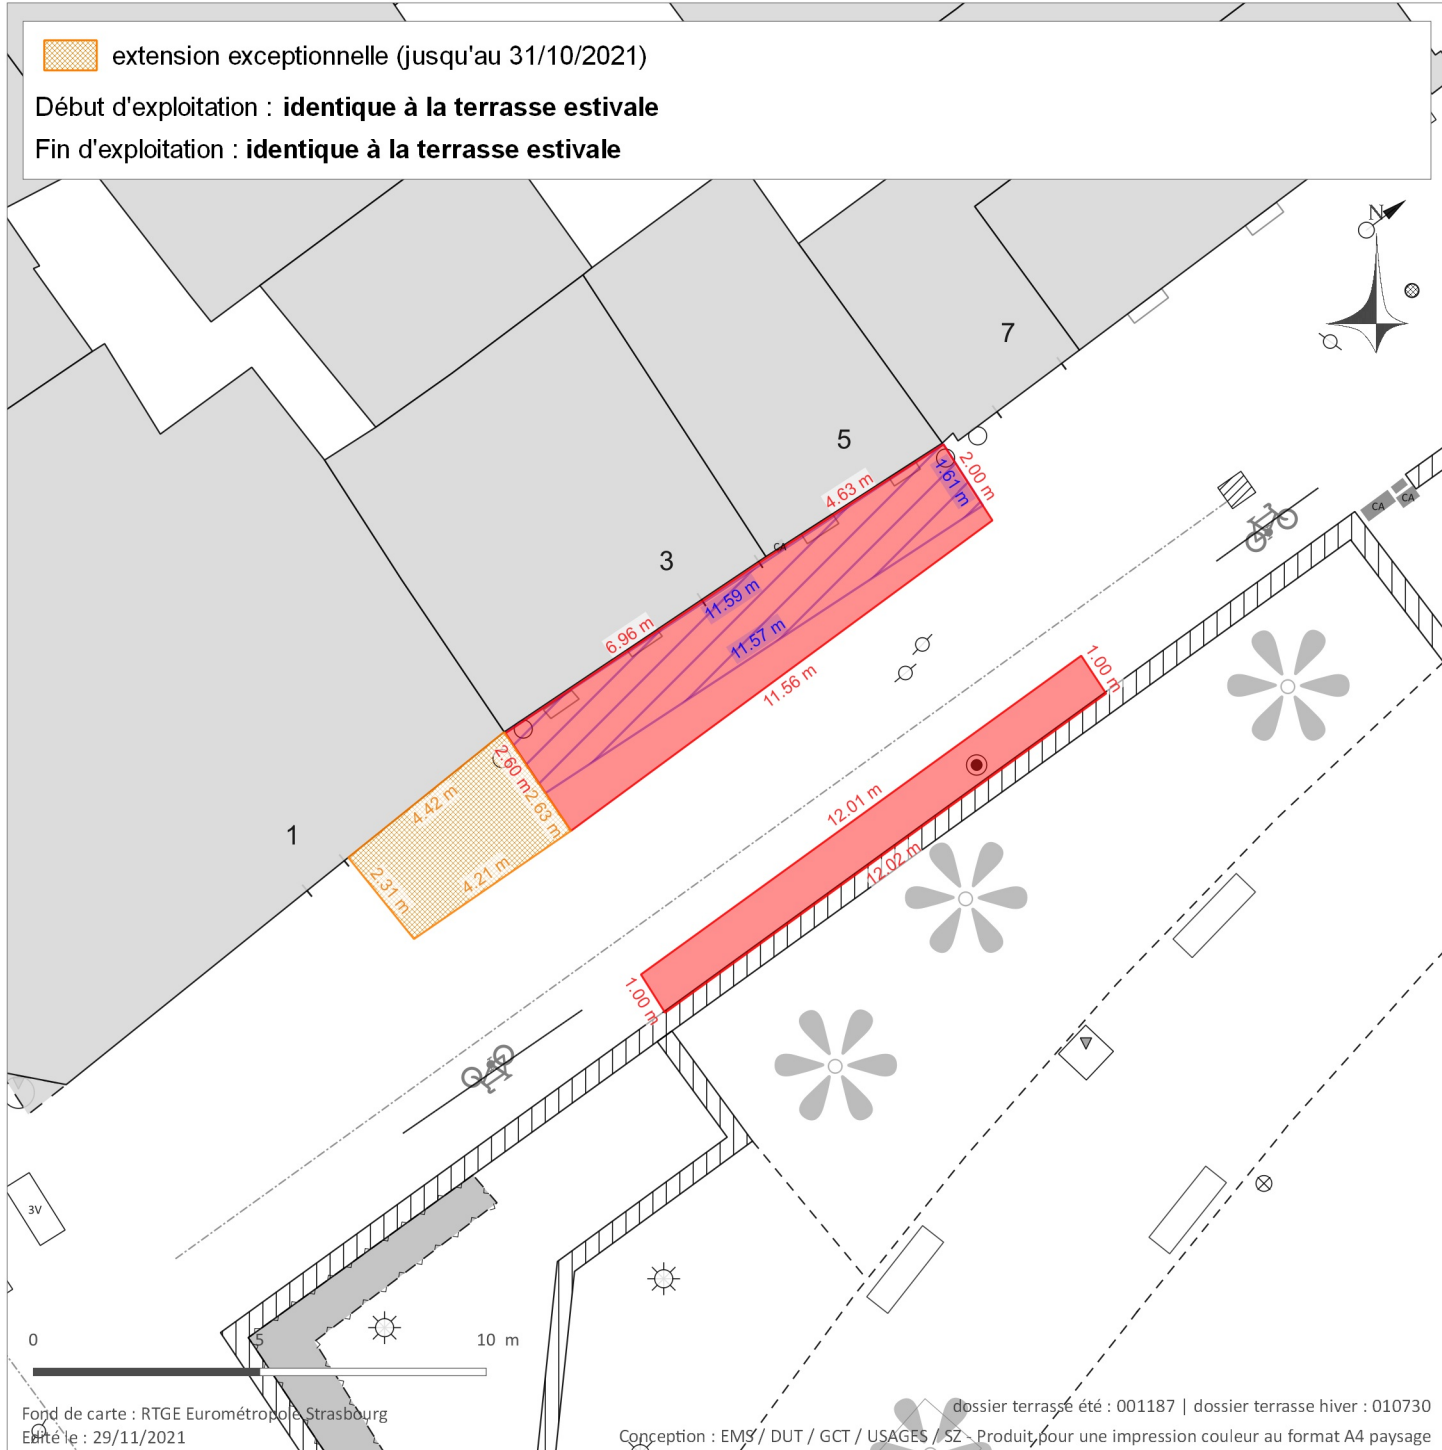 extension exceptionnelle (jusqu'au 31/10/2021)
Début d'exploitation : identique à la terrasse estivale
Fin d'exploitation : identique à la terrasse estivale
N
7
5
2.00 m
1.61 m
4.63 m
CA
CA
CA
3
11.59 m
6.96 m
11.57 m
11.56 m
1.00 m
2.60 m
2.63 m
4.42 m
12.01 m
1
12.02 m
2.31 m
4.21 m
1.00 m
3V
0
5
10 m
Fond de carte : RTGE Eurométropole Strasbourg
Edité le : 29/11/2021
dossier terrasse été : 001187 | dossier terrasse hiver : 010730
Conception : EMS / DUT / GCT / USAGES / SZ - Produit pour une impression couleur au format A4 paysage